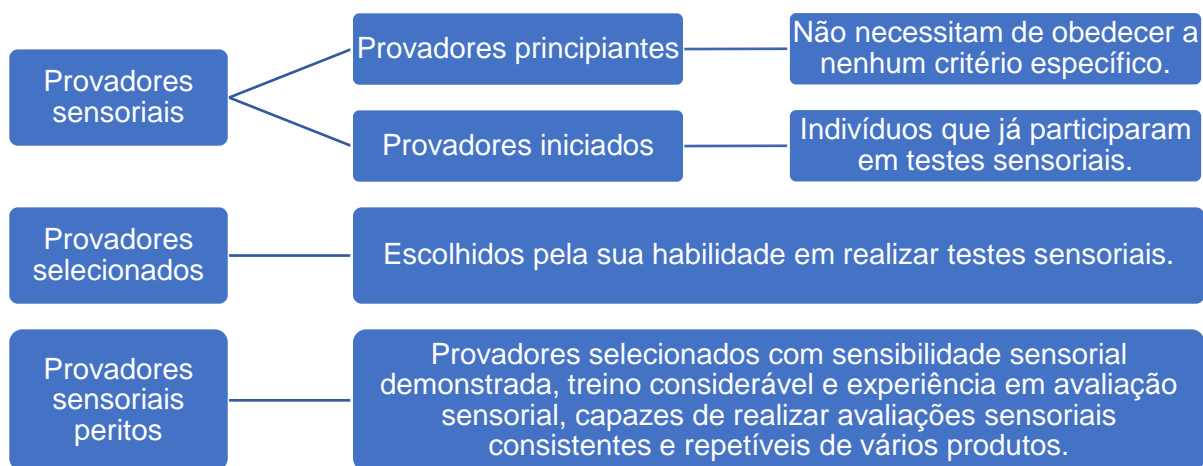 Provadores
sensoriais
Provadores principiantes
Não necessitam de obedecer a
nenhum critério específico.
Provadores iniciados
Indivíduos que já participaram
em testes sensoriais.
Provadores
selecionados
Escolhidos pela sua habilidade em realizar testes sensoriais.
Provadores
sensoriais
peritos
Provadores selecionados com sensibilidade sensorial
demonstrada, treino considerável e experiência em avaliação
sensorial, capazes de realizar avaliações sensoriais
consistentes e repetíveis de vários produtos.